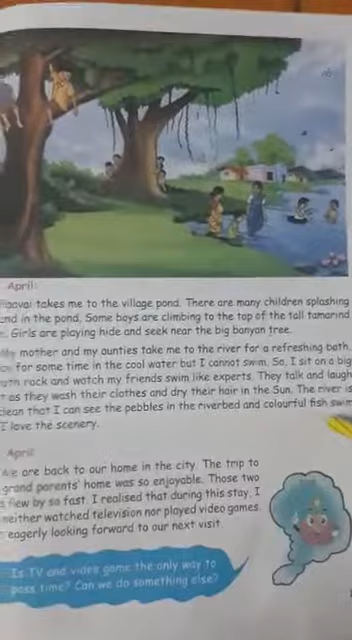 April:
takes me to the village pond. There are many children splashing
in the pond. Some boys are climbing to the top of the tall tamarind
Girls are playing hide and seek near the big banyan tree.
My mother and my aunties take me to the river for a refreshing bath.
for some time in the cool water but I cannot swim. So, I sit on a big
rock and watch my friends swim like experts. They talk and laugh
as they wash their clothes and dry their hair in the Sun. The river is
clean that I can see the pebbles in the riverbed and colourful fish swim
I love the scenery.
April
We are back to our home in the city. The trip to
grand parents' home was so enjoyable. Those two
flew by so fast. I realised that during this stay, I
neither watched television nor played video games.
eagerly looking forward to our next visit.
Is TV and video game the only way to
pass time? Can we do something else?